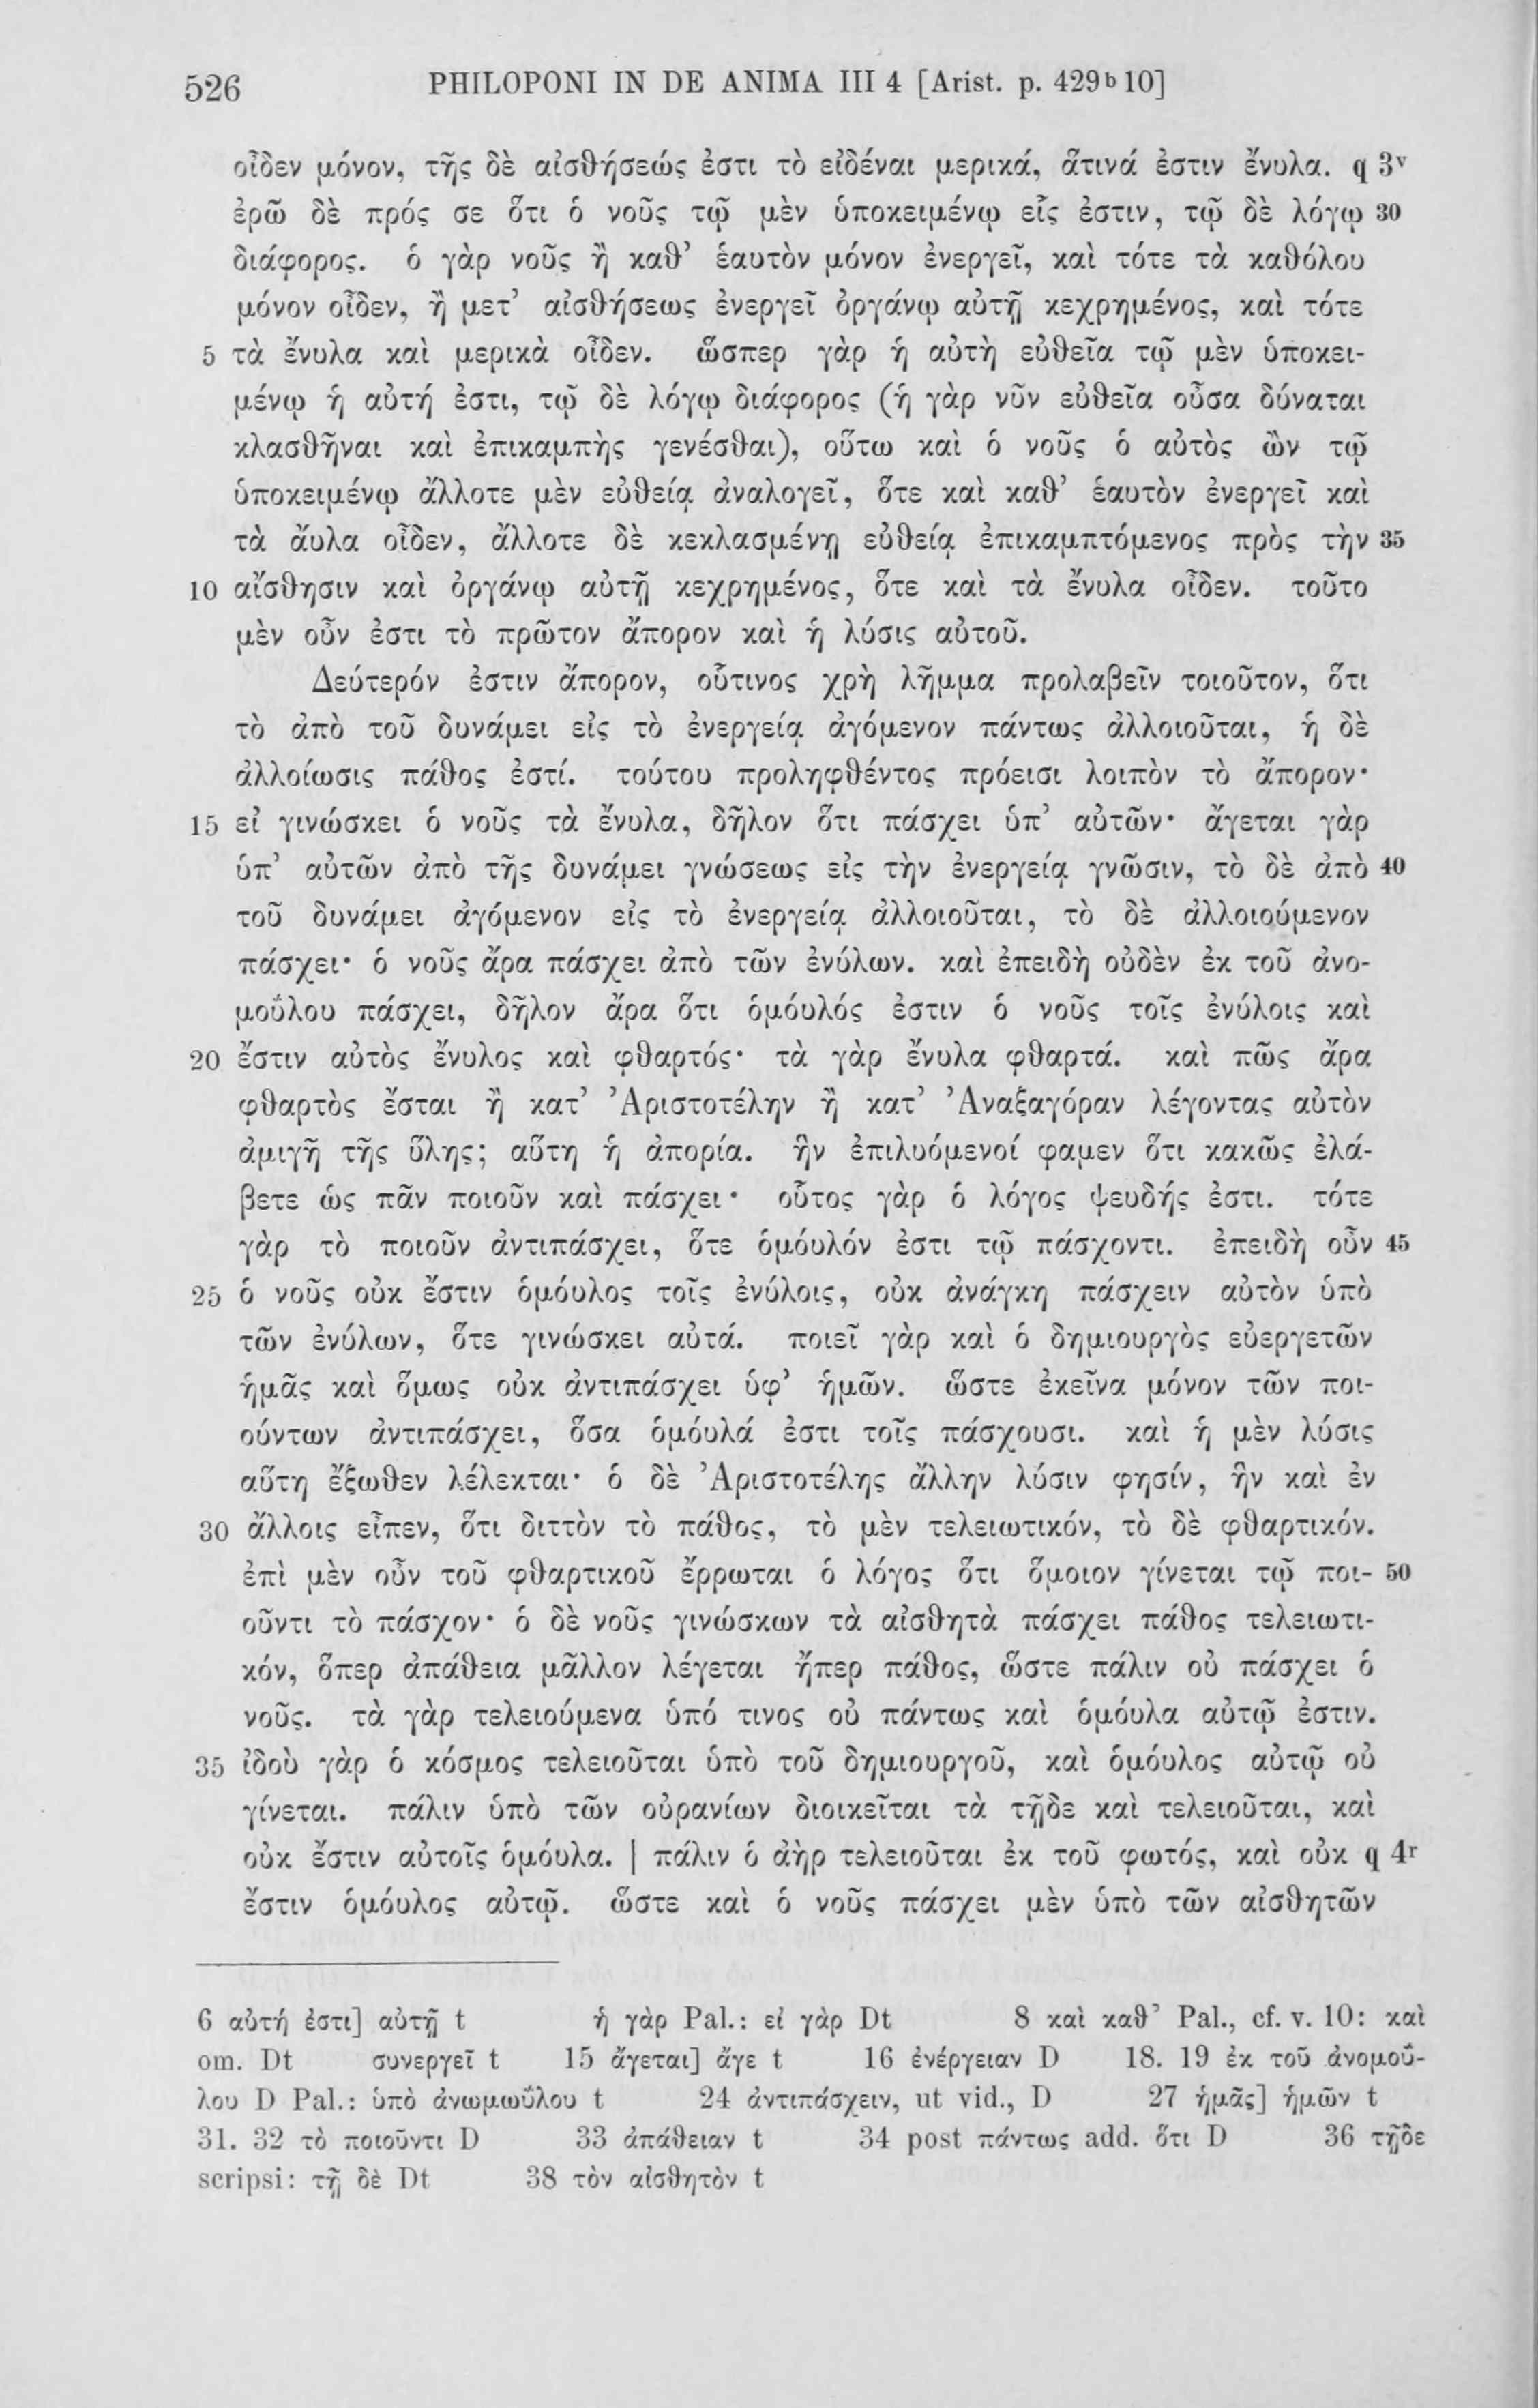 526 PHILOPONI IN DE ANIMA III 4 [Arist. p. 429ᵇ10]
οἶδεν μόνον, τῆς δὲ αἰσθήσεώς ἐστι τὸ εἰδέναι μερικά, ἅτινά ἐστιν ἔνυλα. q 3ᵛ
ἐρῶ δὲ πρός σε ὅτι ὁ νοῦς τῷ μὲν ὑποκειμένῳ εἷς ἐστιν, τῷ δὲ λόγῳ 30
διάφορος. ὁ γὰρ νοῦς ἢ καθ’ ἑαυτὸν μόνον ἐνεργεῖ, καὶ τότε τὰ καθόλου
μόνον οἶδεν, ἢ μετ’ αἰσθήσεως ἐνεργεῖ ὀργάνῳ αὐτῇ κεχρημένος, καὶ τότε
5 τὰ ἔνυλα καὶ μερικὰ οἶδεν. ὥσπερ γὰρ ἡ αὐτὴ εὐθεῖα τῷ μὲν ὑποκει-
μένῳ ἡ αὐτή ἐστι, τῷ δὲ λόγῳ διάφορος (ἡ γὰρ νῦν εὐθεῖα οὖσα δύναται
κλασθῆναι καὶ ἐπικαμπὴς γενέσθαι), οὕτω καὶ ὁ νοῦς ὁ αὐτὸς ὢν τῷ
ὑποκειμένῳ ἄλλοτε μὲν εὐθείᾳ ἀναλογεῖ, ὅτε καὶ καθ’ ἑαυτὸν ἐνεργεῖ καὶ
τὰ ἄυλα οἶδεν, ἄλλοτε δὲ κεκλασμένῃ εὐθείᾳ ἐπικαμπτόμενος πρὸς τὴν 35
10 αἴσθησιν καὶ ὀργάνῳ αὐτῇ κεχρημένος, ὅτε καὶ τὰ ἔνυλα οἶδεν. τοῦτο
μὲν οὖν ἐστι τὸ πρῶτον ἄπορον καὶ ἡ λύσις αὐτοῦ.
Δεύτερόν ἐστιν ἄπορον, οὗτινος χρὴ λῆμμα προλαβεῖν τοιοῦτον, ὅτι
τὸ ἀπὸ τοῦ δυνάμει εἰς τὸ ἐνεργείᾳ ἀγόμενον πάντως ἀλλοιοῦται, ἡ δὲ
ἀλλοίωσις πάθος ἐστί. τούτου προληφθέντος πρόεισι λοιπὸν τὸ ἄπορον·
15 εἰ γινώσκει ὁ νοῦς τὰ ἔνυλα, δῆλον ὅτι πάσχει ὑπ’ αὐτῶν· ἄγεται γὰρ
ὑπ’ αὐτῶν ἀπὸ τῆς δυνάμει γνώσεως εἰς τὴν ἐνεργείᾳ γνῶσιν, τὸ δὲ ἀπὸ 40
τοῦ δυνάμει ἀγόμενον εἰς τὸ ἐνεργείᾳ ἀλλοιοῦται, τὸ δὲ ἀλλοιούμενον
πάσχει· ὁ νοῦς ἄρα πάσχει ἀπὸ τῶν ἐνύλων. καὶ ἐπειδὴ οὐδὲν ἐκ τοῦ ἀνο-
μοΰλου πάσχει, δῆλον ἄρα ὅτι ὁμόυλός ἐστιν ὁ νοῦς τοῖς ἐνύλοις καὶ
20 ἔστιν αὐτὸς ἔνυλος καὶ φθαρτός· τὰ γὰρ ἔνυλα φθαρτά. καὶ πῶς ἄρα
φθαρτὸς ἔσται ἢ κατ’ Ἀριστοτέλην ἢ κατ’ Ἀναξαγόραν λέγοντας αὐτὸν
ἀμιγῆ τῆς ὕλης; αὕτη ἡ ἀπορία. ἣν ἐπιλυόμενοί φαμεν ὅτι κακῶς ἐλά-
βετε ὡς πᾶν ποιοῦν καὶ πάσχει· οὗτος γὰρ ὁ λόγος ψευδής ἐστι. τότε
γὰρ τὸ ποιοῦν ἀντιπάσχει, ὅτε ὁμόυλόν ἐστι τῷ πάσχοντι. ἐπειδὴ οὖν 45
25 ὁ νοῦς οὐκ ἔστιν ὁμόυλος τοῖς ἐνύλοις, οὐκ ἀνάγκη πάσχειν αὐτὸν ὑπὸ
τῶν ἐνύλων, ὅτε γινώσκει αὐτά. ποιεῖ γὰρ καὶ ὁ δημιουργὸς εὐεργετῶν
ἡμᾶς καὶ ὅμως οὐκ ἀντιπάσχει ὑφ’ ἡμῶν. ὥστε ἐκεῖνα μόνον τῶν ποι-
ούντων ἀντιπάσχει, ὅσα ὁμόυλά ἐστι τοῖς πάσχουσι. καὶ ἡ μὲν λύσις
αὕτη ἔξωθεν λέλεκται· ὁ δὲ Ἀριστοτέλης ἄλλην λύσιν φησίν, ἣν καὶ ἐν
30 ἄλλοις εἶπεν, ὅτι διττὸν τὸ πάθος, τὸ μὲν τελειωτικόν, τὸ δὲ φθαρτικόν.
ἐπὶ μὲν οὖν τοῦ φθαρτικοῦ ἔρρωται ὁ λόγος ὅτι ὅμοιον γίνεται τῷ ποι- 50
οῦντι τὸ πάσχον· ὁ δὲ νοῦς γινώσκων τὰ αἰσθητὰ πάσχει πάθος τελειωτι-
κόν, ὅπερ ἀπάθεια μᾶλλον λέγεται ἤπερ πάθος, ὥστε πάλιν οὐ πάσχει ὁ
νοῦς. τὰ γὰρ τελειούμενα ὑπό τινος οὐ πάντως καὶ ὁμόυλα αὐτῷ ἐστιν.
35 ἰδοὺ γὰρ ὁ κόσμος τελειοῦται ὑπὸ τοῦ δημιουργοῦ, καὶ ὁμόυλος αὐτῷ οὐ
γίνεται. πάλιν ὑπὸ τῶν οὐρανίων διοικεῖται τὰ τῇδε καὶ τελειοῦται, καὶ
οὐκ ἔστιν αὐτοῖς ὁμόυλα. | πάλιν ὁ ἀὴρ τελειοῦται ἐκ τοῦ φωτός, καὶ οὐκ q 4ʳ
ἔστιν ὁμόυλος αὐτῷ. ὥστε καὶ ὁ νοῦς πάσχει μὲν ὑπὸ τῶν αἰσθητῶν
6 αὐτή ἐστι] αὐτῇ t ἡ γὰρ Pal.: εἰ γὰρ Dt 8 καὶ καθ’ Pal., cf. v. 10: καὶ
om. Dt συνεργεῖ t 15 ἄγεται] ἄγε t 16 ἐνέργειαν D 18. 19 ἐκ τοῦ ἀνομοΰ-
λου D Pal.: ὑπὸ ἀνωμωΰλου t 24 ἀντιπάσχειν, ut vid., D 27 ἡμᾶς] ἡμῶν t
31. 32 τὸ ποιοῦντι D 33 ἀπάθειαν t 34 post πάντως add. ὅτι D 36 τῇδε
scripsi: τῇ δὲ Dt 38 τὸν αἰσθητὸν t